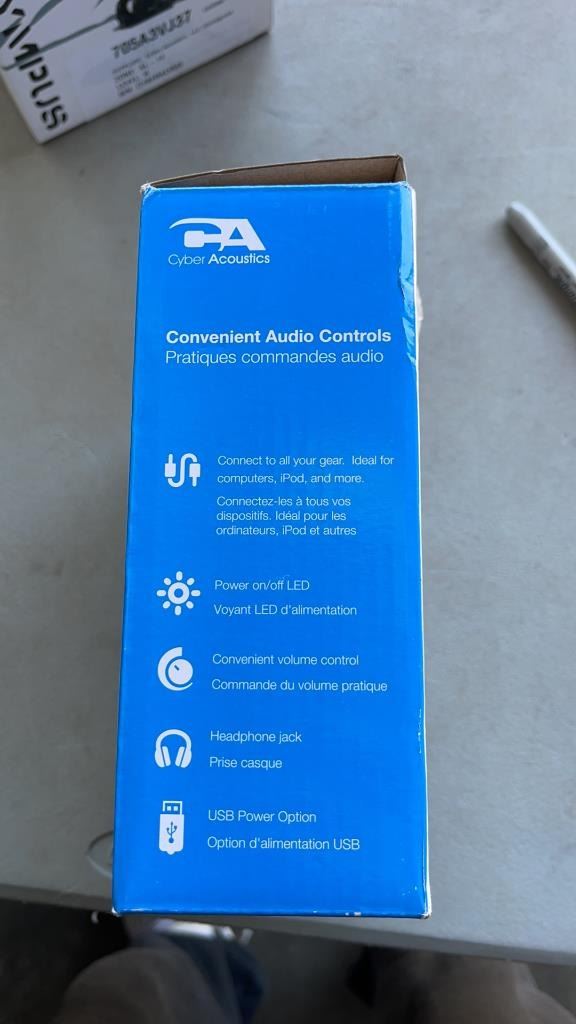 705A3VJ37
CA
Cyber Acoustics
Convenient Audio Controls
Pratiques commandes audio
Connect to all your gear. Ideal for
computers, iPod, and more.
Connectez-les à tous vos
dispositifs. Idéal pour les
ordinateurs, iPod et autres
Power on/off LED
Voyant LED d'alimentation
Convenient volume control
Commande du volume pratique
Headphone jack
Prise casque
USB Power Option
Option d'alimentation USB